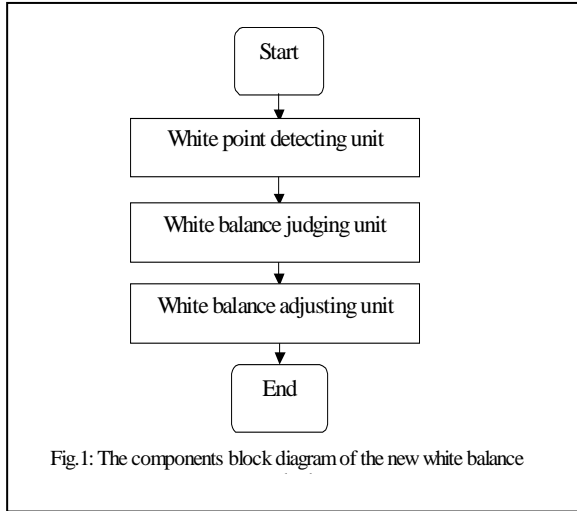 Start
White point detecting unit
White balance judging unit
White balance adjusting unit
End
Fig.1: The components block diagram of the new white balance